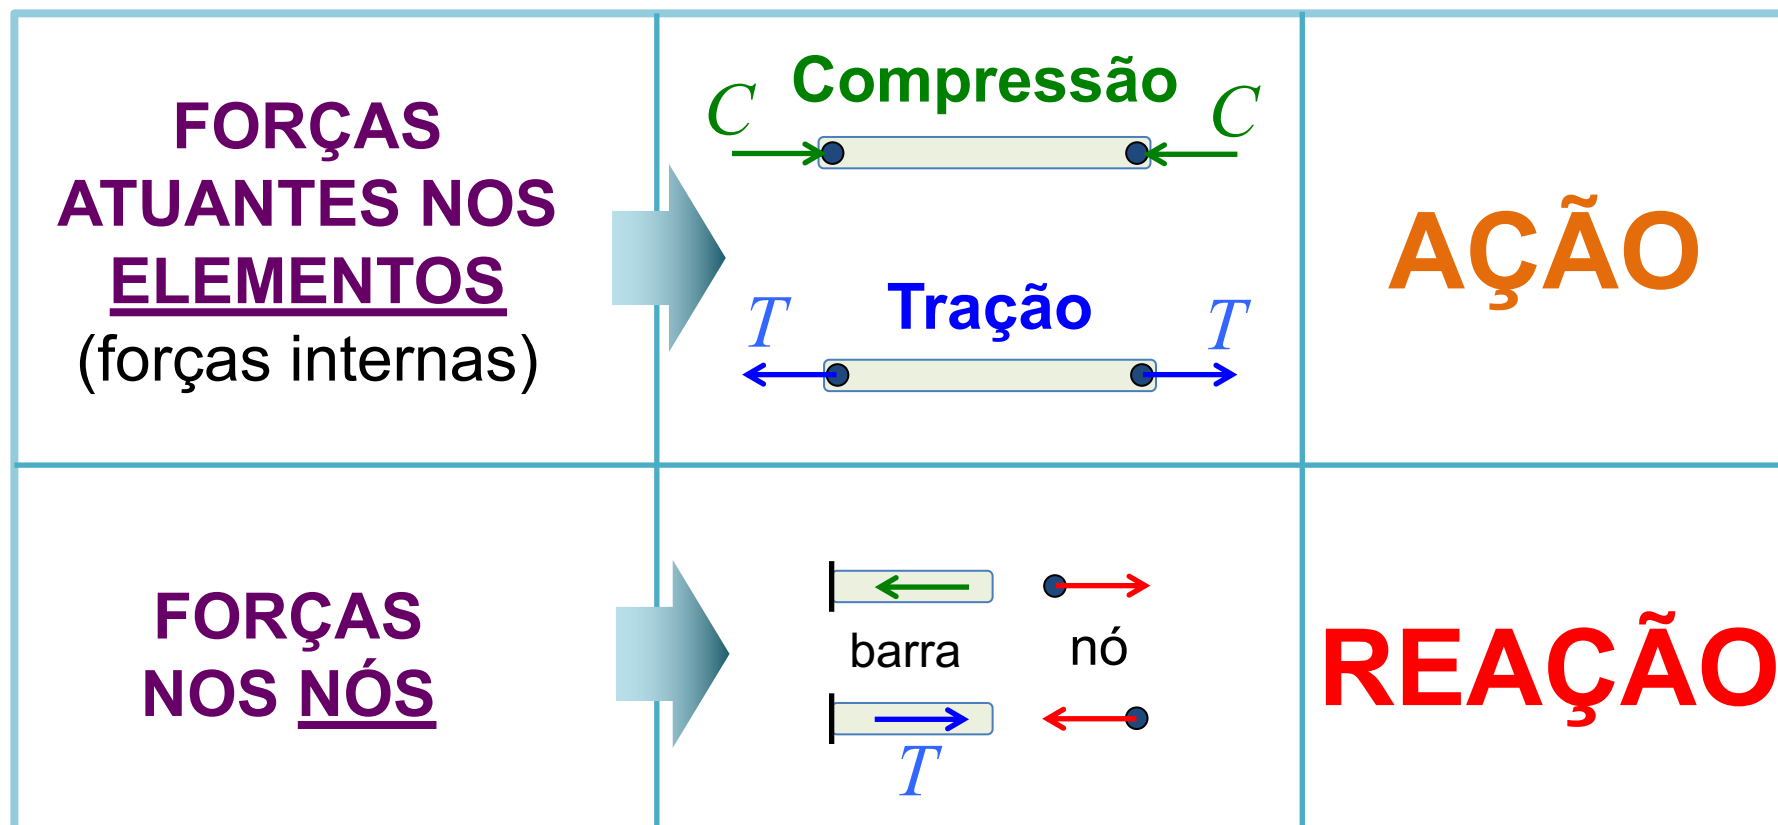 FORÇAS
ATUANTES NOS
ELEMENTOS
(forças internas)
Compressão
C
C
Tração
T
T
AÇÃO
FORÇAS
NOS NÓS
barra
nó
T
REAÇÃO